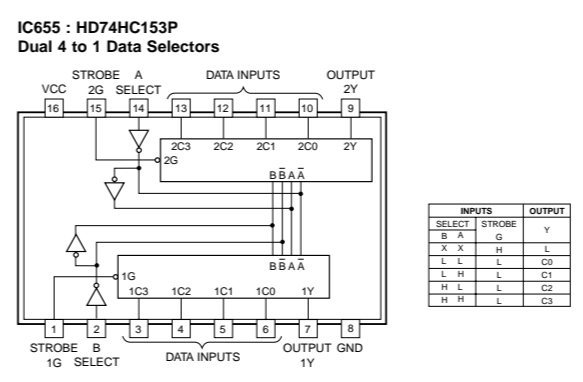 IC655 : HD74HC153P
Dual 4 to 1 Data Selectors
STROBE A DATA INPUTS OUTPUT
VCC 2G SELECT 2Y
16 15 14 13 12 11 10 9
2C3 2C2 2C1 2C0 2Y
2G
B B̅ A A̅
B B̅ A A̅
1G
1C3 1C2 1C1 1C0 1Y
1 2 3 4 5 6 7 8
STROBE B DATA INPUTS OUTPUT GND
1G SELECT 1Y
INPUTS OUTPUT
SELECT STROBE Y
B A G
X X H L
L L L C0
L H L C1
H L L C2
H H L C3